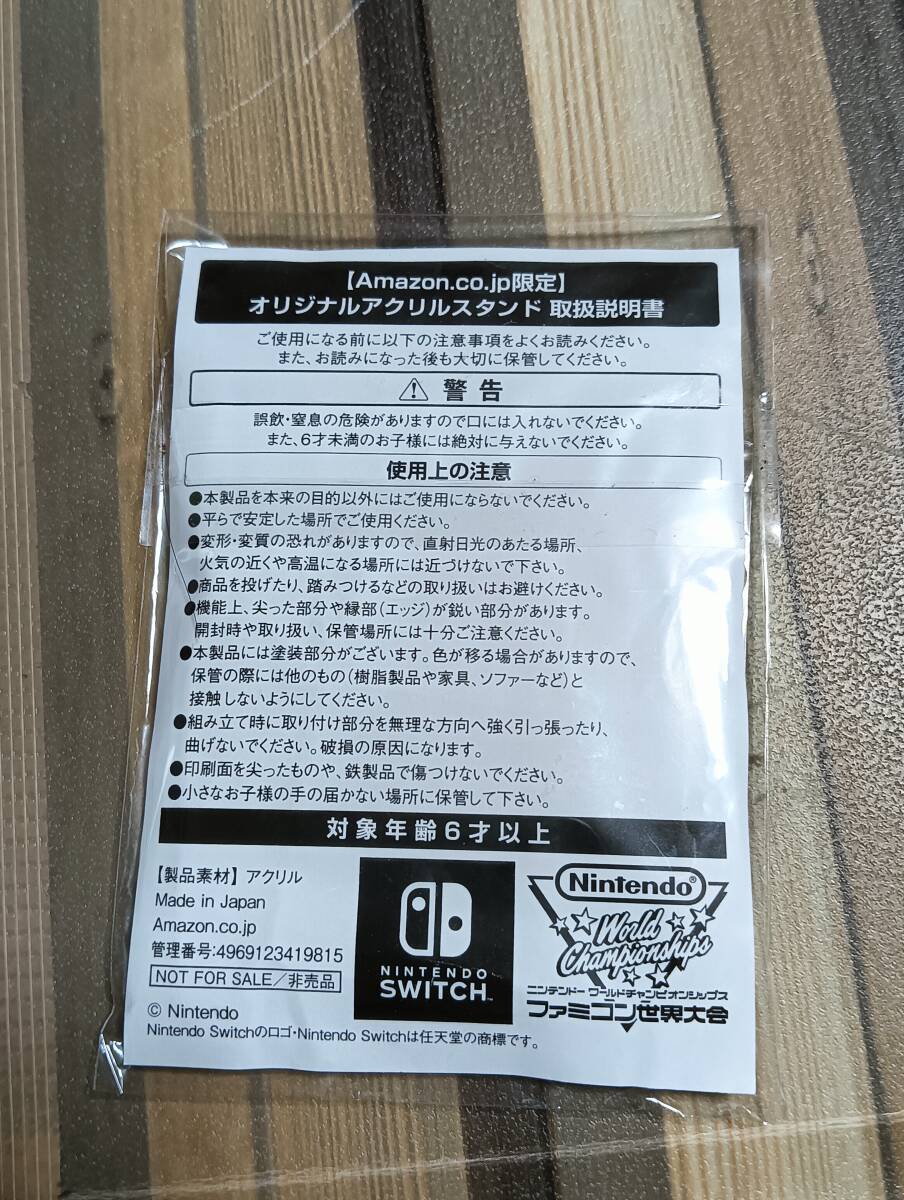 【Amazon.co.jp限定】
オリジナルアクリルスタンド 取扱説明書
ご使用になる前に以下の注意事項をよくお読みください。
また、お読みになった後も大切に保管してください。
⚠ 警告
誤飲・窒息の危険がありますので口には入れないでください。
また、6才未満のお子様には絶対に与えないでください。
使用上の注意
●本製品を本来の目的以外にはご使用にならないでください。
●平らで安定した場所でご使用ください。
●変形・変質の恐れがありますので、直射日光のあたる場所、
火気の近くや高温になる場所には近づけないで下さい。
●商品を投げたり、踏みつけるなどの取り扱いはお避けください。
●機能上、尖った部分や縁部(エッジ)が鋭い部分があります。
開封時や取り扱い、保管場所には十分ご注意ください。
●本製品には塗装部分がございます。色が移る場合がありますので、
保管の際には他のもの(樹脂製品や家具、ソファーなど)と
接触しないようにしてください。
●組み立て時に取り付け部分を無理な方向へ強く引っ張ったり、
曲げないでください。破損の原因になります。
●印刷面を尖ったものや、鉄製品で傷つけないでください。
●小さなお子様の手の届かない場所に保管して下さい。
対象年齢6才以上
【製品素材】アクリル
Made in Japan
Amazon.co.jp
管理番号:4969123419815
NOT FOR SALE/非売品
© Nintendo
Nintendo Switchのロゴ・Nintendo Switchは任天堂の商標です。
NINTENDO
SWITCH™
Nintendo®
World
Championships
ニンテンドー ワールドチャンピオンシップス
ファミコン世界大会